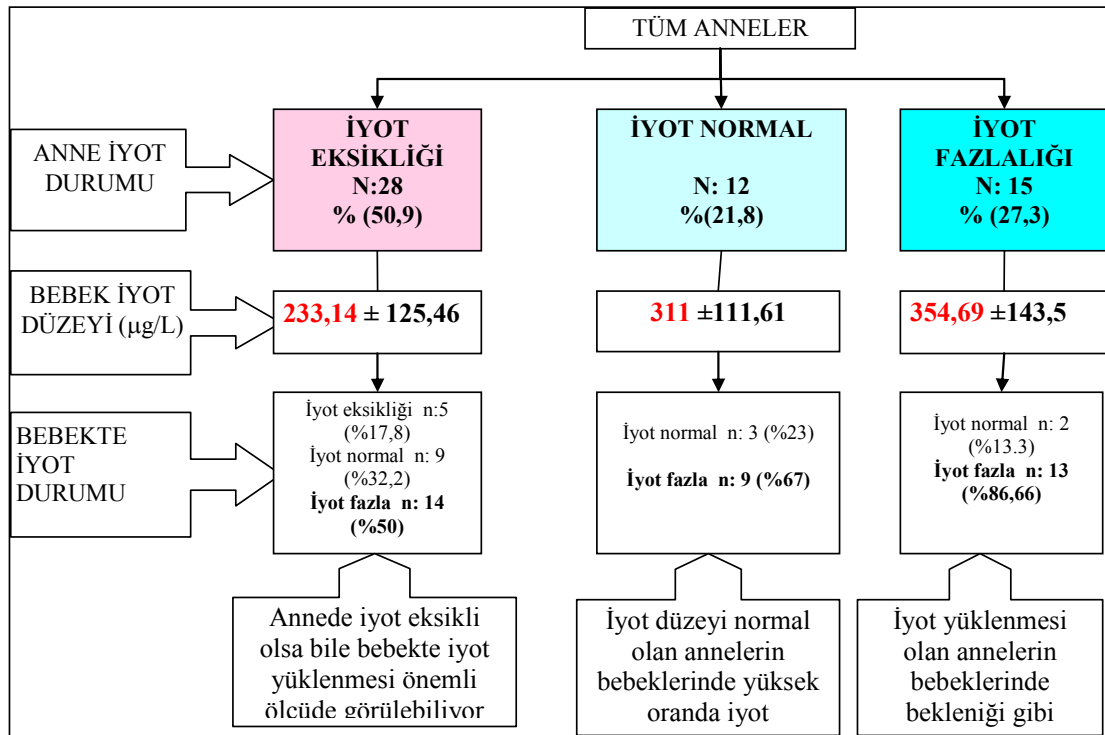 TÜM ANNELER
ANNE İYOT
DURUMU
İYOT
EKSİKLİĞİ
N:28
% (50,9)
İYOT NORMAL
N: 12
%(21,8)
İYOT
FAZLALIĞI
N: 15
% (27,3)
BEBEK İYOT
DÜZEYİ (µg/L)
233,14 ± 125,46
311 ±111,61
354,69 ±143,5
BEBEKTE
İYOT
DURUMU
İyot eksikliği n:5
(%17,8)
İyot normal n: 9
(%32,2)
İyot fazla n: 14
(%50)
İyot normal n: 3 (%23)
İyot fazla n: 9 (%67)
İyot normal n: 2
(%13.3)
İyot fazla n: 13
(%86,66)
Annede iyot eksikli
olsa bile bebekte iyot
yüklenmesi önemli
ölçüde görülebiliyor
İyot düzeyi normal
olan annelerin
bebeklerinde yüksek
oranda iyot
İyot yüklenmesi
olan annelerin
bebeklerinde
bekleniği gibi